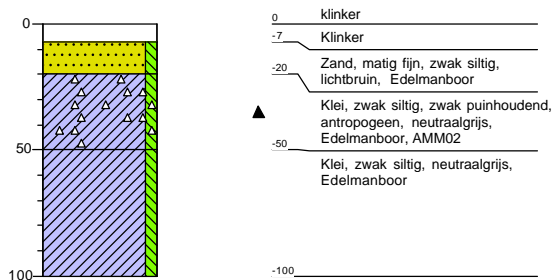 0
50
100
0
klinker
-7
Klinker
-20
Zand, matig fijn, zwak siltig,
lichtbruin, Edelmanboor
Klei, zwak siltig, zwak puinhoudend,
antropogeen, neutraalgrijs,
Edelmanboor, AMM02
-50
Klei, zwak siltig, neutraalgrijs,
Edelmanboor
-100